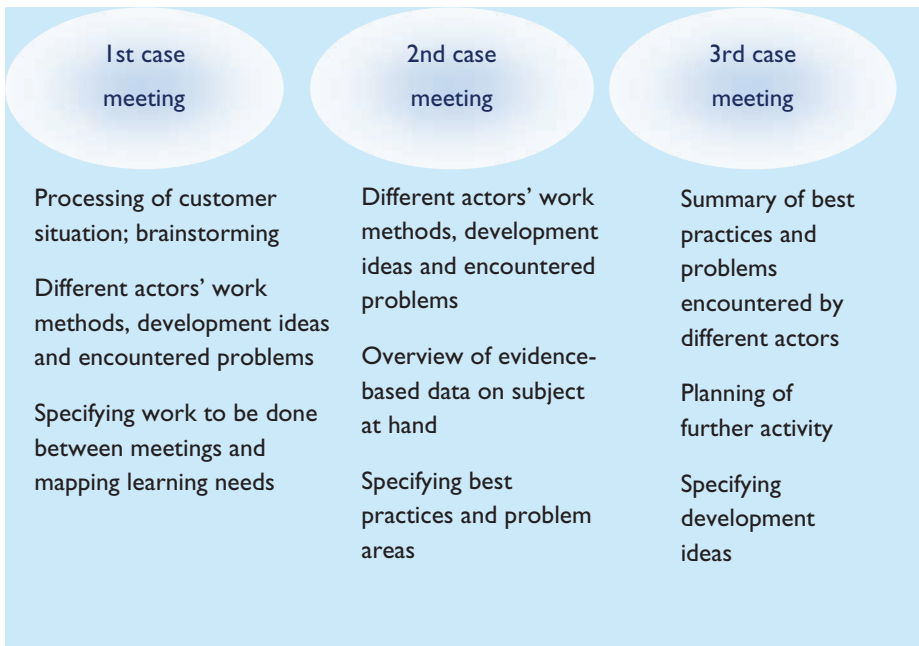 1st case
meeting
Processing of customer
situation; brainstorming
Different actors’ work
methods, development ideas
and encountered problems
Specifying work to be done
between meetings and
mapping learning needs
2nd case
meeting
Different actors’ work
methods, development
ideas and encountered
problems
Overview of evidence-
based data on subject
at hand
Specifying best
practices and problem
areas
3rd case
meeting
Summary of best
practices and
problems
encountered by
different actors
Planning of
further activity
Specifying
development
ideas